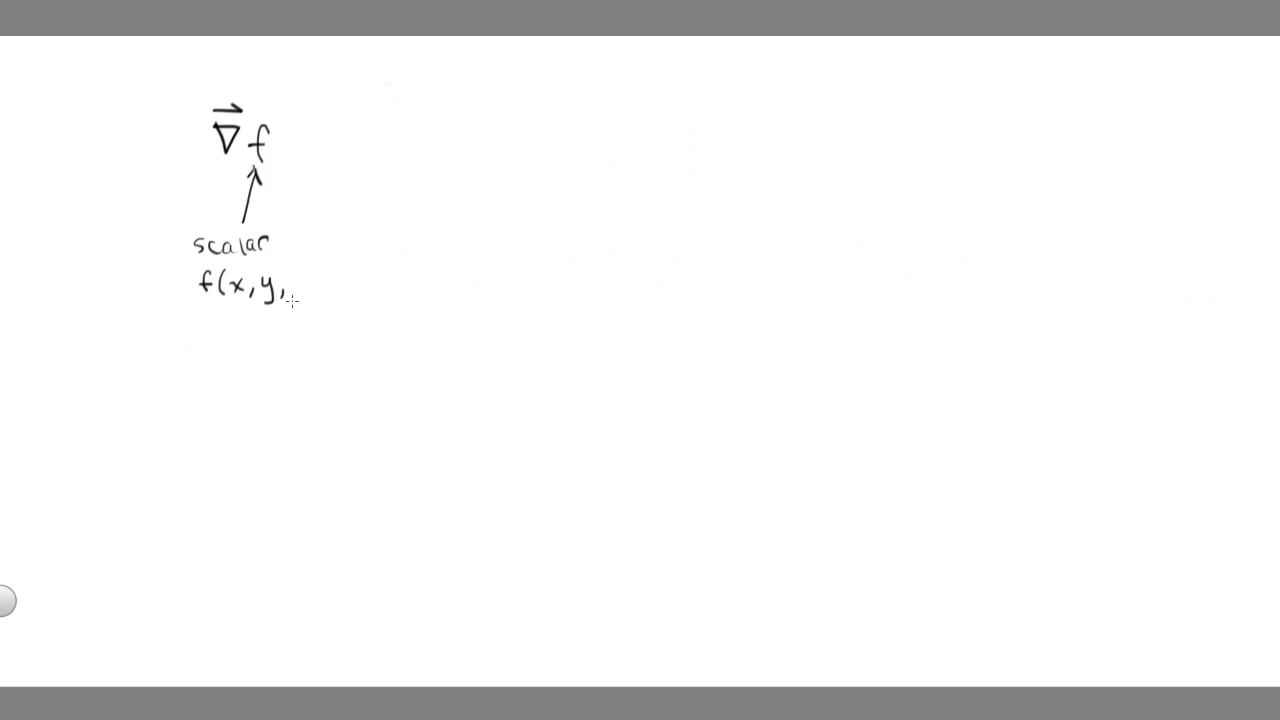 ∇⃗ f
scalar
f(x,y,